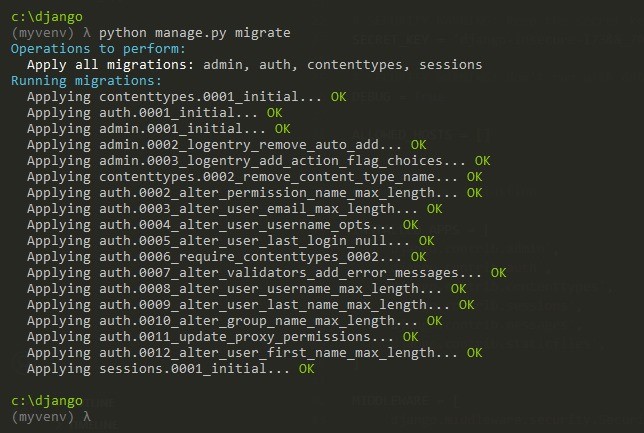 c:\django
(myvenv) λ python manage.py migrate
Operations to perform:
  Apply all migrations: admin, auth, contenttypes, sessions
Running migrations:
  Applying contenttypes.0001_initial... OK
  Applying auth.0001_initial... OK
  Applying admin.0001_initial... OK
  Applying admin.0002_logentry_remove_auto_add... OK
  Applying admin.0003_logentry_add_action_flag_choices... OK
  Applying contenttypes.0002_remove_content_type_name... OK
  Applying auth.0002_alter_permission_name_max_length... OK
  Applying auth.0003_alter_user_email_max_length... OK
  Applying auth.0004_alter_user_username_opts... OK
  Applying auth.0005_alter_user_last_login_null... OK
  Applying auth.0006_require_contenttypes_0002... OK
  Applying auth.0007_alter_validators_add_error_messages... OK
  Applying auth.0008_alter_user_username_max_length... OK
  Applying auth.0009_alter_user_last_name_max_length... OK
  Applying auth.0010_alter_group_name_max_length... OK
  Applying auth.0011_update_proxy_permissions... OK
  Applying auth.0012_alter_user_first_name_max_length... OK
  Applying sessions.0001_initial... OK
c:\django
(myvenv) λ